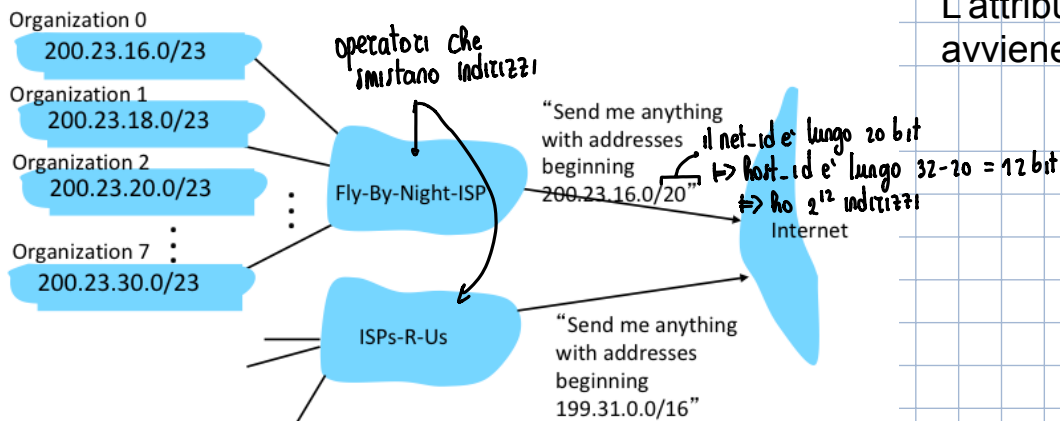 Organization 0
200.23.16.0/23
Organization 1
200.23.18.0/23
Organization 2
200.23.20.0/23
Organization 7
200.23.30.0/23
operatori che
smistano indirizzi
Fly-By-Night-ISP
ISPs-R-Us
“Send me anything
with addresses
beginning
200.23.16.0/20”
il net_id e' lungo 20 bit
↦ host_id e' lungo 32-20 = 12 bit
⇒ ho 2¹² indirizzi
Internet
“Send me anything
with addresses
beginning
199.31.0.0/16”
L'attribu
avviene